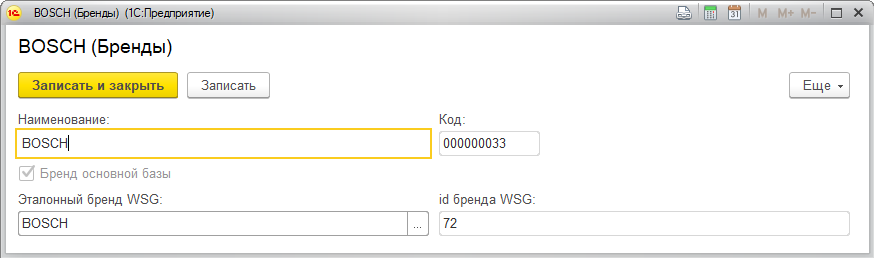 BOSCH (Бренды) (1С:Предприятие)
31 M M+ M-
BOSCH (Бренды)
Записать и закрыть Записать Еще
Наименование: Код:
BOSCH 000000033
Бренд основной базы
Эталонный бренд WSG: id бренда WSG:
BOSCH ... 72